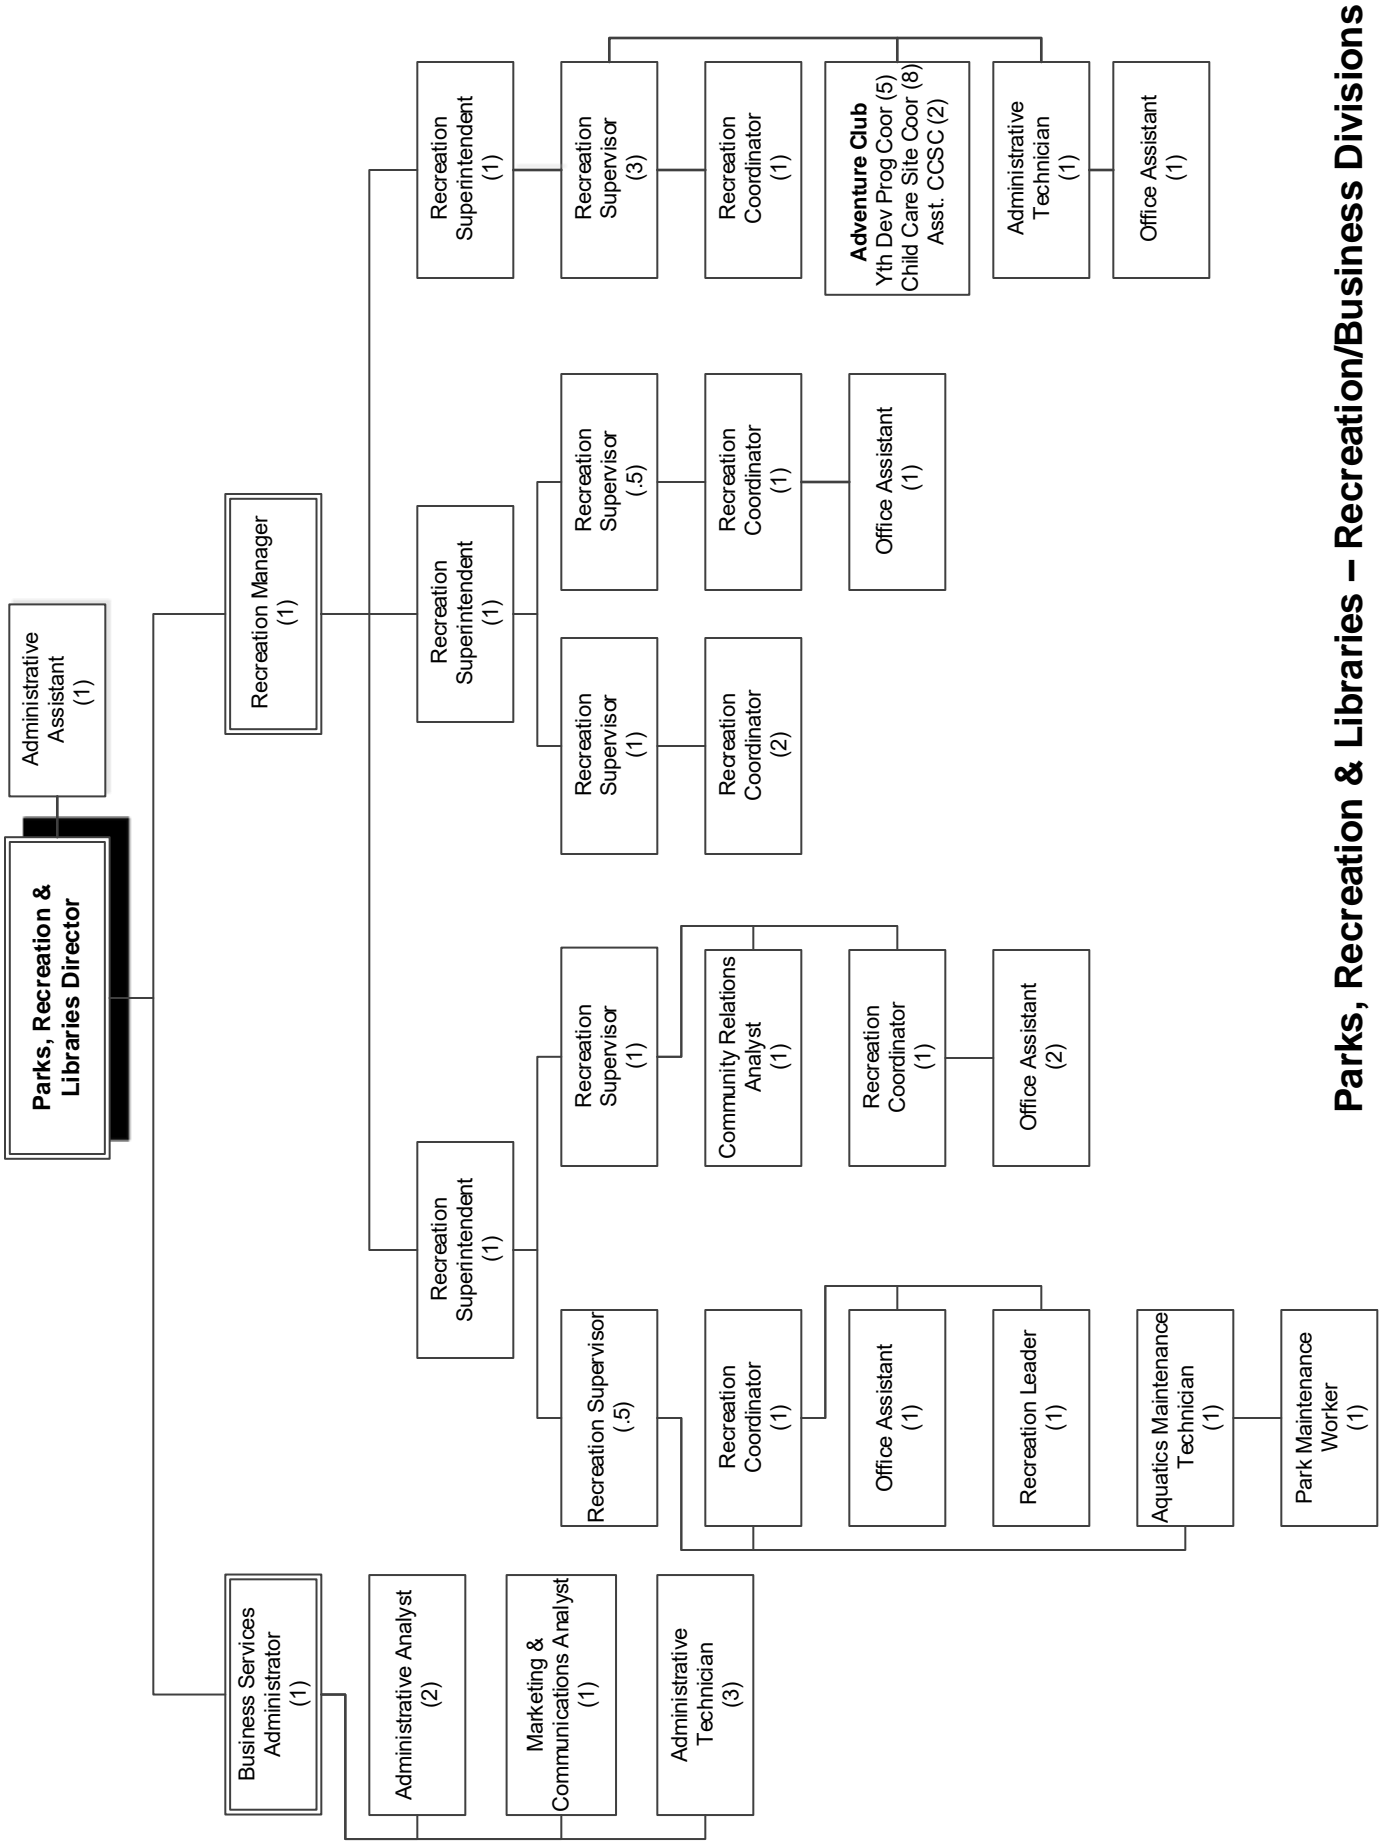 Parks, Recreation &
Libraries Director
Administrative
Assistant
(1)
Business Services
Administrator
(1)
Administrative Analyst
(2)
Marketing &
Communications Analyst
(1)
Administrative
Technician
(3)
Recreation Manager
(1)
Recreation
Superintendent
(1)
Recreation Supervisor
(.5)
Recreation
Coordinator
(1)
Office Assistant
(1)
Recreation Leader
(1)
Aquatics Maintenance
Technician
(1)
Park Maintenance
Worker
(1)
Recreation
Supervisor
(1)
Community Relations
Analyst
(1)
Recreation
Coordinator
(1)
Office Assistant
(2)
Recreation
Superintendent
(1)
Recreation
Supervisor
(1)
Recreation
Coordinator
(2)
Recreation
Supervisor
(.5)
Recreation
Coordinator
(1)
Office Assistant
(1)
Recreation
Superintendent
(1)
Recreation
Supervisor
(3)
Recreation
Coordinator
(1)
Adventure Club
Yth Dev Prog Coor (5)
Child Care Site Coor (8)
Asst. CCSC (2)
Administrative
Technician
(1)
Office Assistant
(1)
Parks, Recreation & Libraries – Recreation/Business Divisions